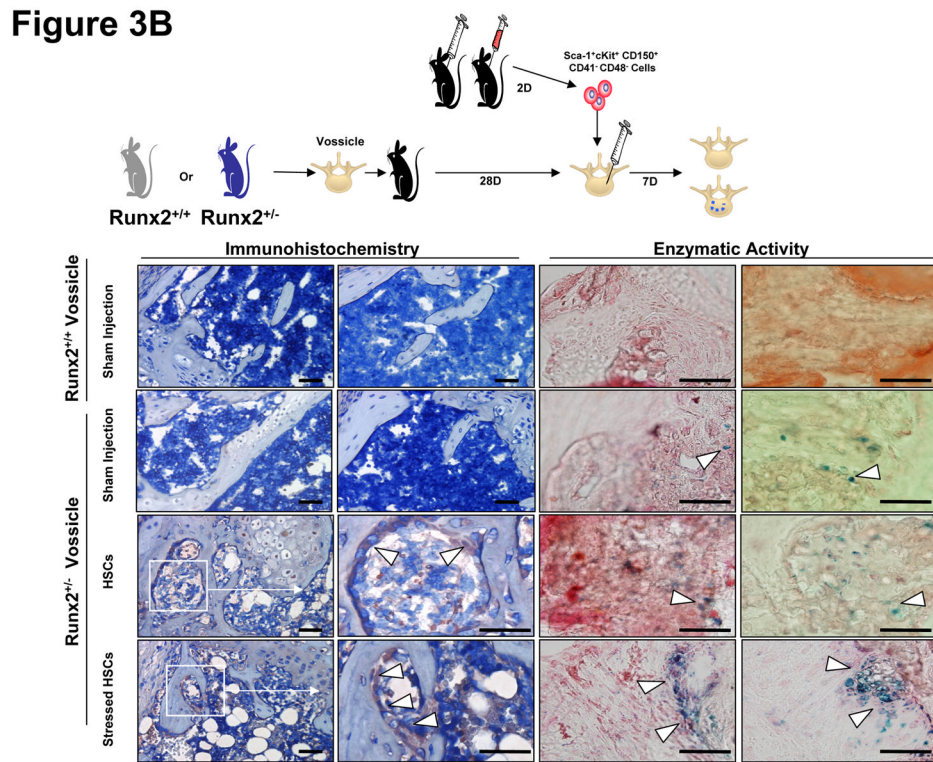 Figure 3B
Sca-1⁺cKit⁺ CD150⁺
CD41⁻CD48⁻ Cells
2D
Vossicle
Or
28D
7D
Runx2⁺/⁺
Runx2⁺/⁻
Immunohistochemistry
Enzymatic Activity
Runx2⁺/⁺ Vossicle
Sham Injection
Runx2⁺/⁻ Vossicle
Sham Injection
HSCs
Stressed HSCs